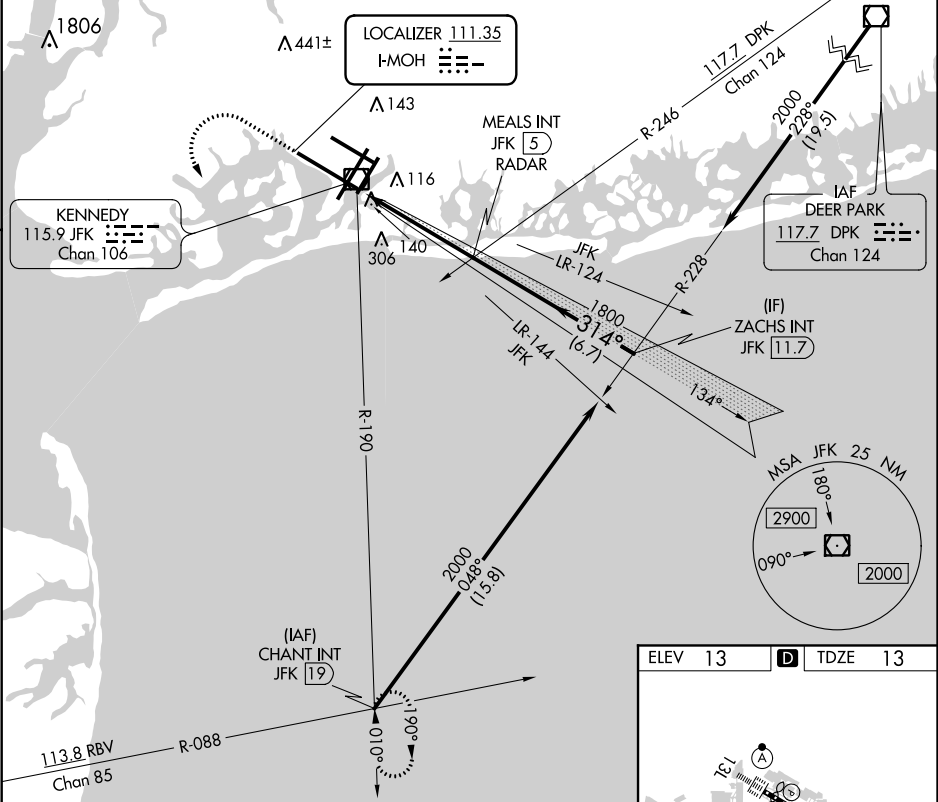 1806
441±
LOCALIZER 111.35
I-MOH
143
117.7 DPK
Chan 124
R-246
2000
228°
(19.5)
MEALS INT
JFK 5
RADAR
116
KENNEDY
115.9 JFK
Chan 106
IAF
DEER PARK
117.7 DPK
Chan 124
140
306
JFK
LR-124
R-228
1800
314°
(6.7)
(IF)
ZACHS INT
JFK 11.7
LR-144
JFK
134°
R-190
MSA JFK 25 NM
180°
2900
090°
2000
2000
048°
(15.8)
(IAF)
CHANT INT
JFK 19
190°
010°
ELEV 13
D
TDZE 13
113.8 RBV
Chan 85
R-088
A
13L
P